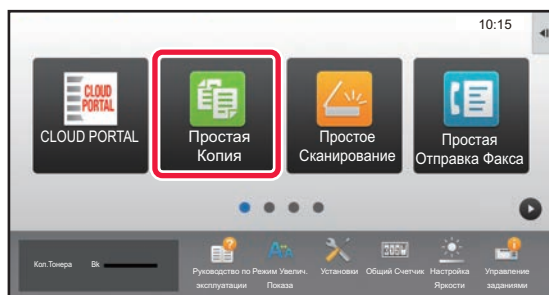 10:15
CLOUD
PORTAL
CLOUD PORTAL
Простая
Копия
Простое
Сканирование
Простая
Отправка Факса
Кол.Тонера Bk
Руководство по
эксплуатации
Режим Увелич.
Показа
Установки
Общий Счетчик
Настройка
Яркости
Управление
заданиями